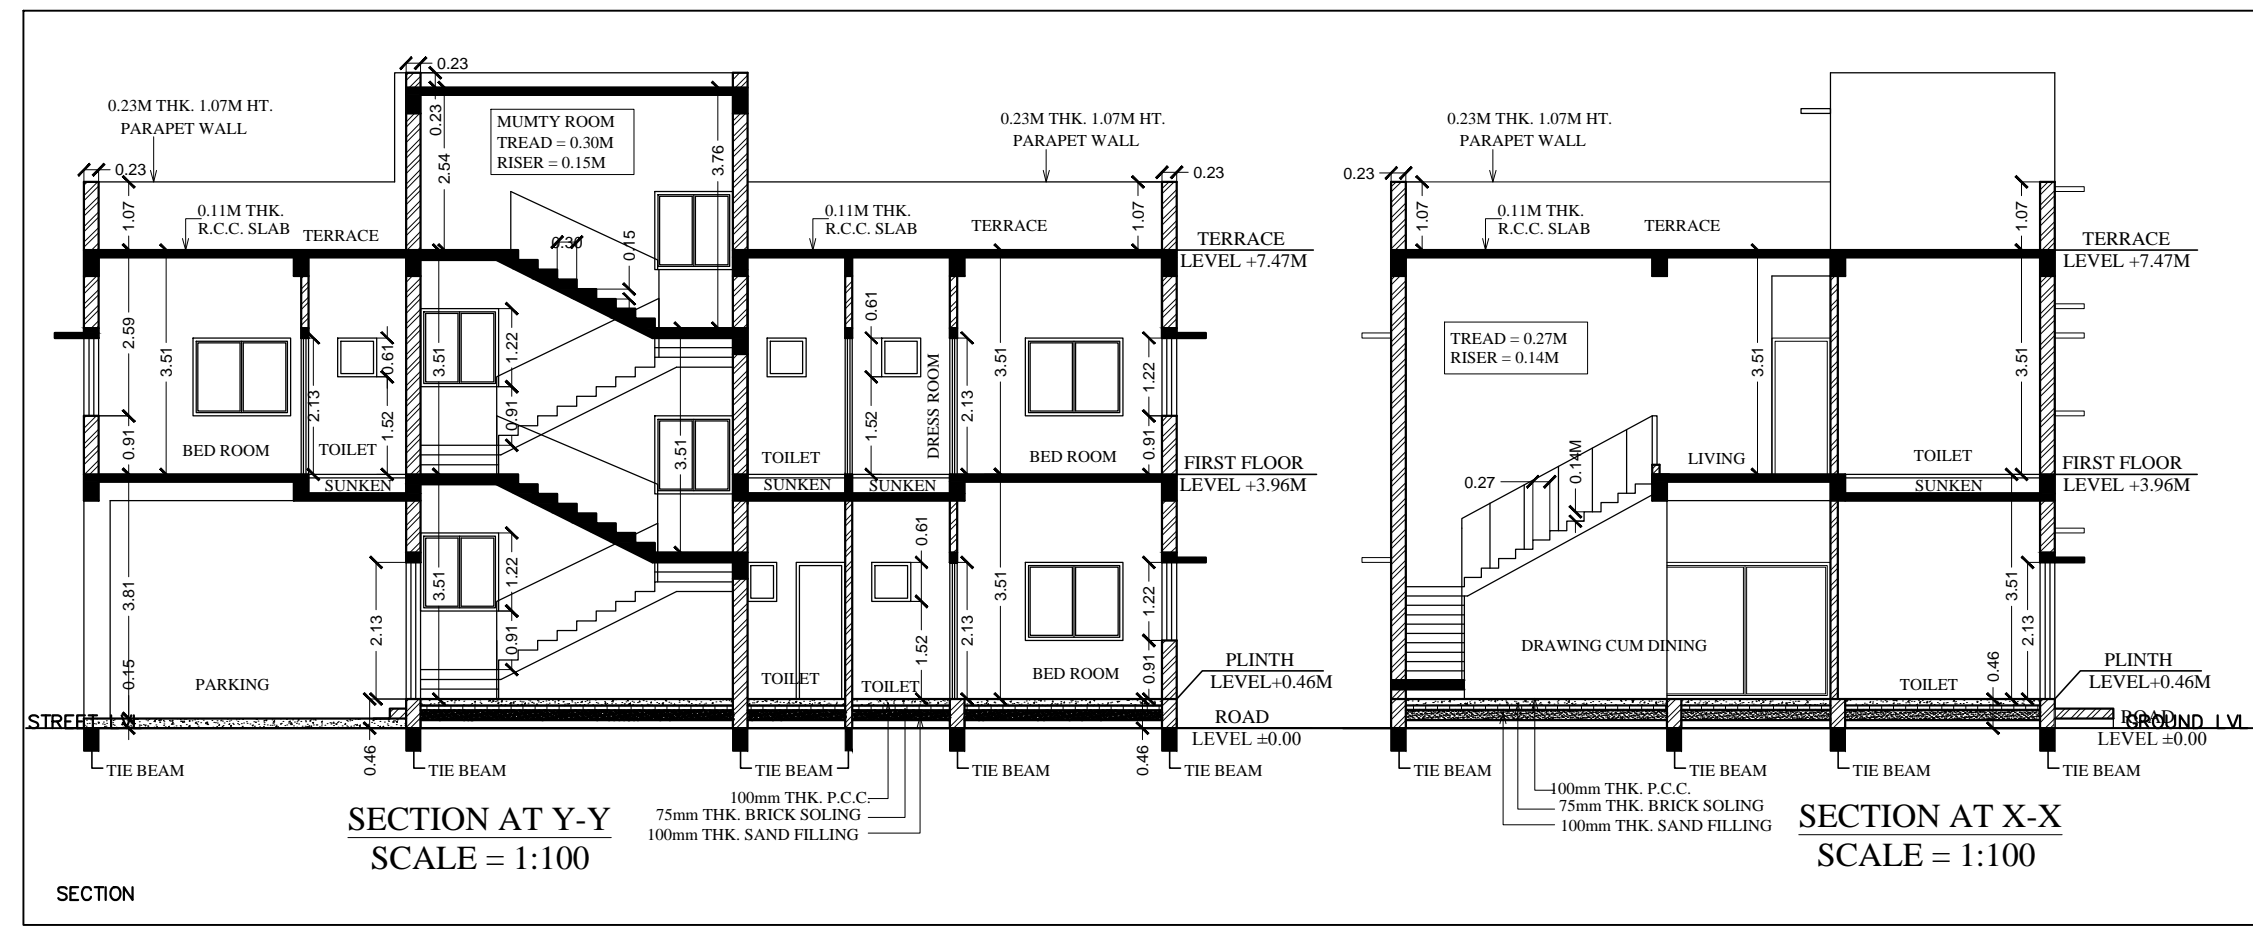 0.23
0.23M THK. 1.07M HT.
PARAPET WALL
0.23
1.07
0.11M THK.
R.C.C. SLAB
TERRACE
0.23
2.54
MUMTY ROOM
TREAD = 0.30M
RISER = 0.15M
3.76
0.30
0.15
0.23M THK. 1.07M HT.
PARAPET WALL
0.23
1.07
0.11M THK.
R.C.C. SLAB
TERRACE
TERRACE
LEVEL +7.47M
2.59
3.51
0.91
BED ROOM
2.13
0.61
1.52
TOILET
SUNKEN
3.51
1.22
0.91
3.51
TOILET
SUNKEN
0.61
1.52
SUNKEN
DRESS ROOM
2.13
3.51
BED ROOM
1.22
0.91
FIRST FLOOR
LEVEL +3.96M
3.81
0.15
PARKING
2.13
0.46
3.51
1.22
0.91
TOILET
0.61
1.52
TOILET
2.13
3.51
BED ROOM
1.22
0.91
0.46
PLINTH
LEVEL+0.46M
ROAD
LEVEL ±0.00
STREET
TIE BEAM
TIE BEAM
TIE BEAM
TIE BEAM
TIE BEAM
100mm THK. P.C.C.
75mm THK. BRICK SOLING
100mm THK. SAND FILLING
SECTION AT Y-Y
SCALE = 1:100
0.23M THK. 1.07M HT.
PARAPET WALL
0.23
1.07
0.11M THK.
R.C.C. SLAB
TERRACE
1.07
TERRACE
LEVEL +7.47M
TREAD = 0.27M
RISER = 0.14M
3.51
3.51
0.27
0.14M
LIVING
TOILET
SUNKEN
FIRST FLOOR
LEVEL +3.96M
DRAWING CUM DINING
3.51
2.13
0.46
TOILET
PLINTH
LEVEL+0.46M
ROAD
GROUND LVL
LEVEL ±0.00
TIE BEAM
TIE BEAM
TIE BEAM
TIE BEAM
100mm THK. P.C.C.
75mm THK. BRICK SOLING
100mm THK. SAND FILLING
SECTION AT X-X
SCALE = 1:100
SECTION